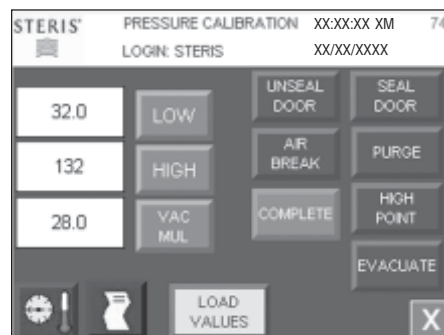 STERIS® PRESSURE CALIBRATION XX:XX:XX XM 74
LOGIN: STERIS XX/XX/XXXX
UNSEAL
DOOR
SEAL
DOOR
32.0 LOW
AIR
BREAK
PURGE
132 HIGH
COMPLETE
HIGH
POINT
28.0 VAC
MUL
EVACUATE
LOAD
VALUES
X